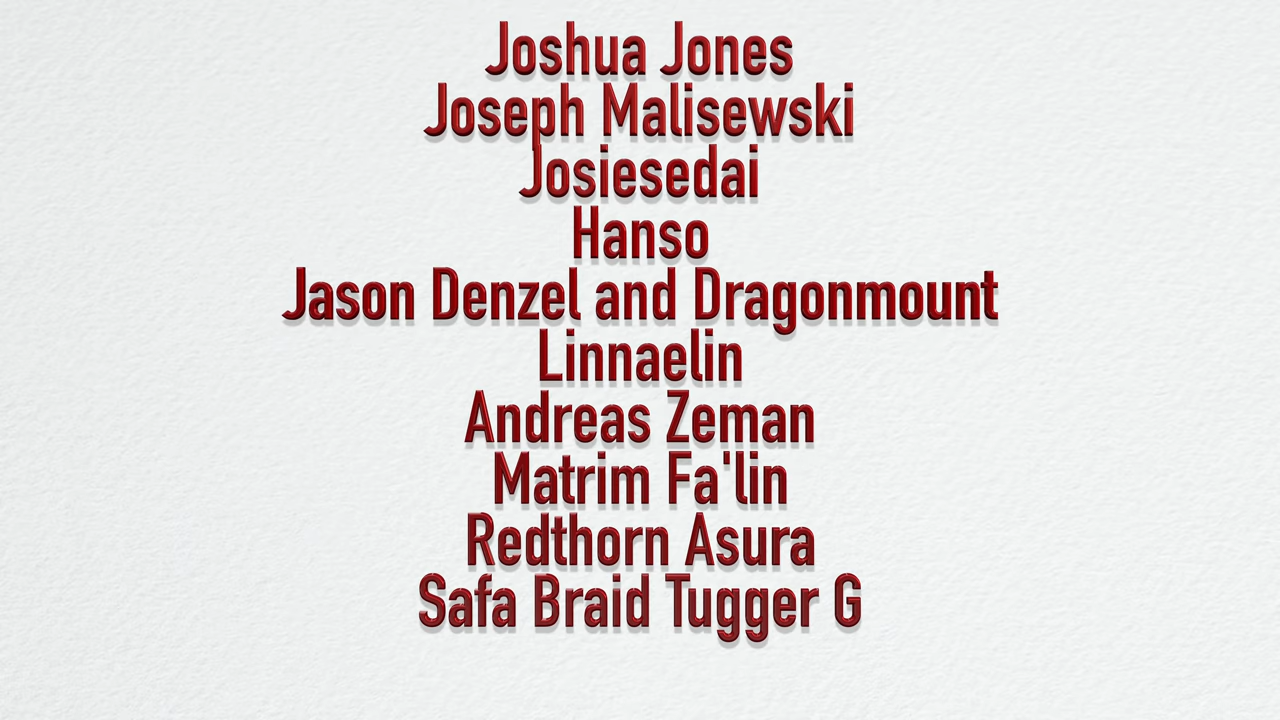 Joshua Jones
Joseph Malisewski
Josiesedai
Hanso
Jason Denzel and Dragonmount
Linnaelin
Andreas Zeman
Matrim Fa'lin
Redthorn Asura
Safa Braid Tugger G